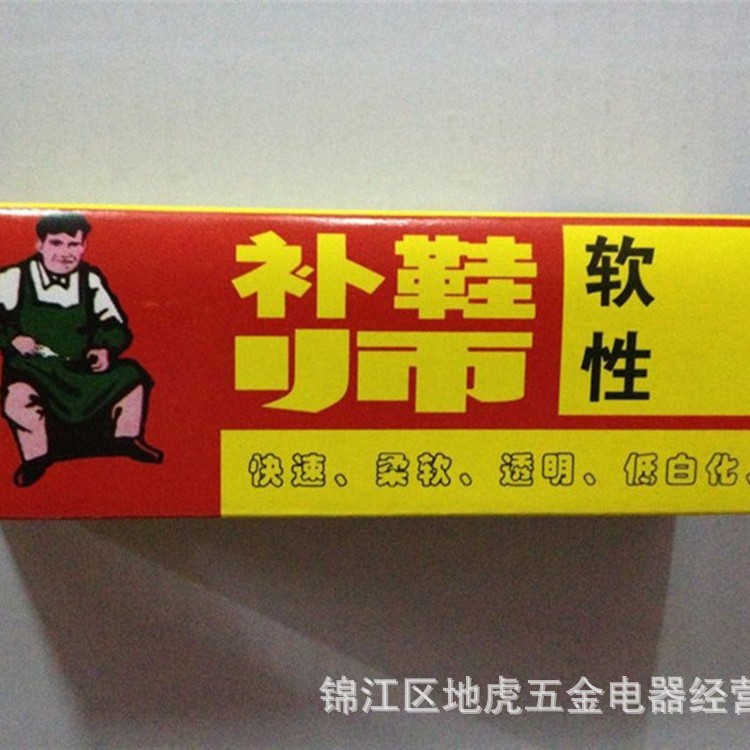 补鞋
师
软
性
快速、柔软、透明、低白化、
锦江区地虎五金电器经营